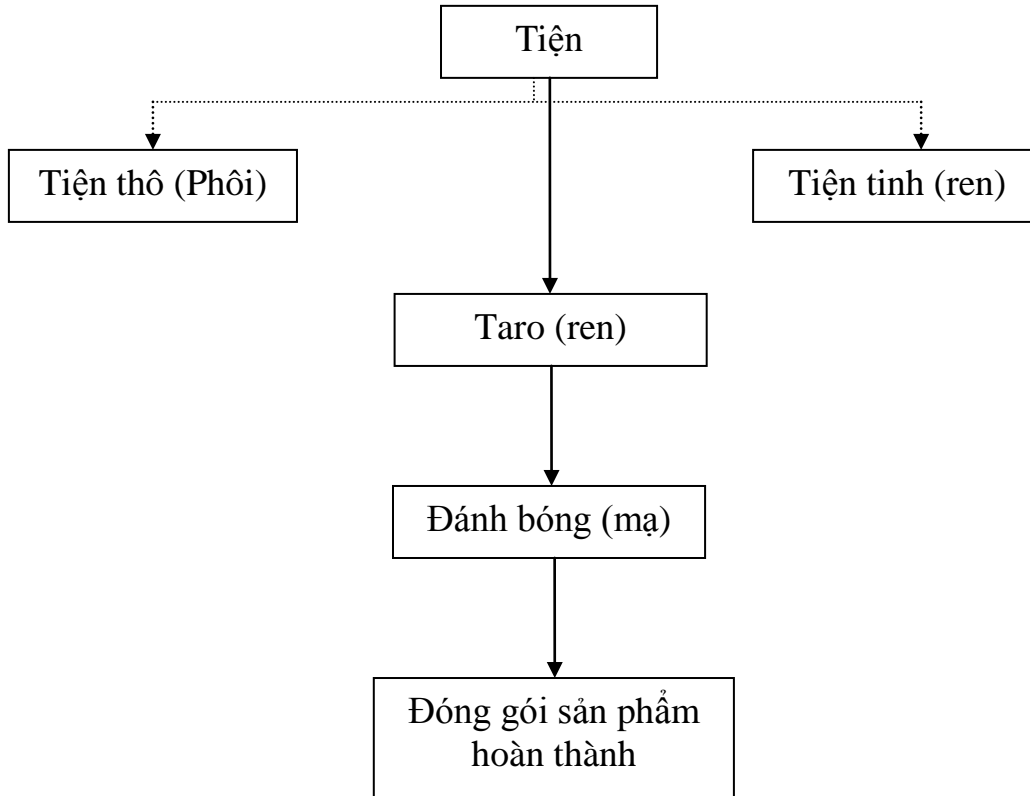 Tiện
Tiện thô (Phôi)
Tiện tinh (ren)
Taro (ren)
Đánh bóng (mạ)
Đóng gói sản phẩm
hoàn thành